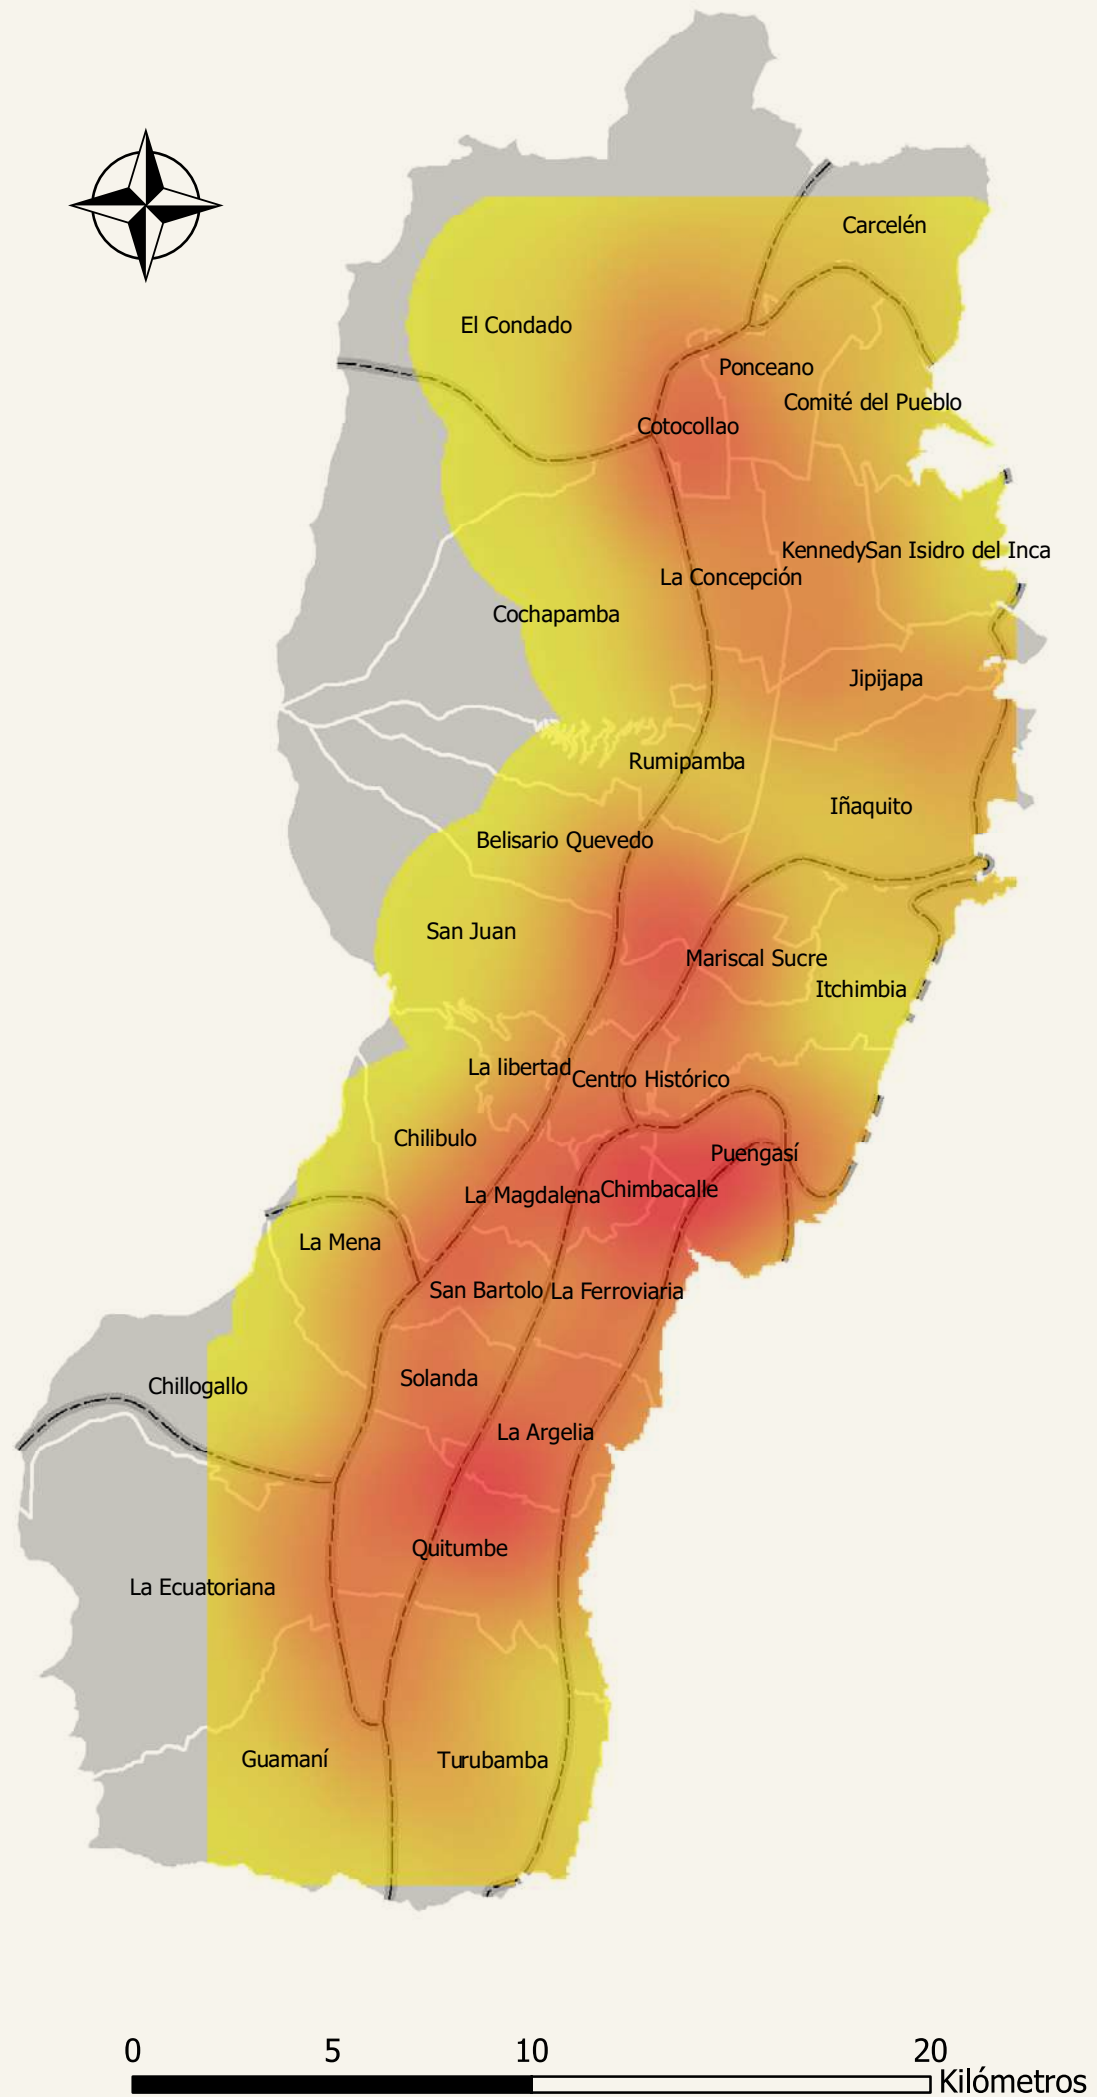 Carcelén
El Condado
Ponceano
Comité del Pueblo
Cotocollao
Kennedy
San Isidro del Inca
La Concepción
Cochapamba
Jipijapa
Rumipamba
Iñaquito
Belisario Quevedo
San Juan
Mariscal Sucre
Itchimbia
La libertad
Centro Histórico
Chilibulo
Puengasí
La Magdalena
Chimbacalle
La Mena
San Bartolo
La Ferroviaria
Solanda
Chillogallo
La Argelia
Quitumbe
La Ecuatoriana
Guamaní
Turubamba
0 5 10 20
Kilómetros